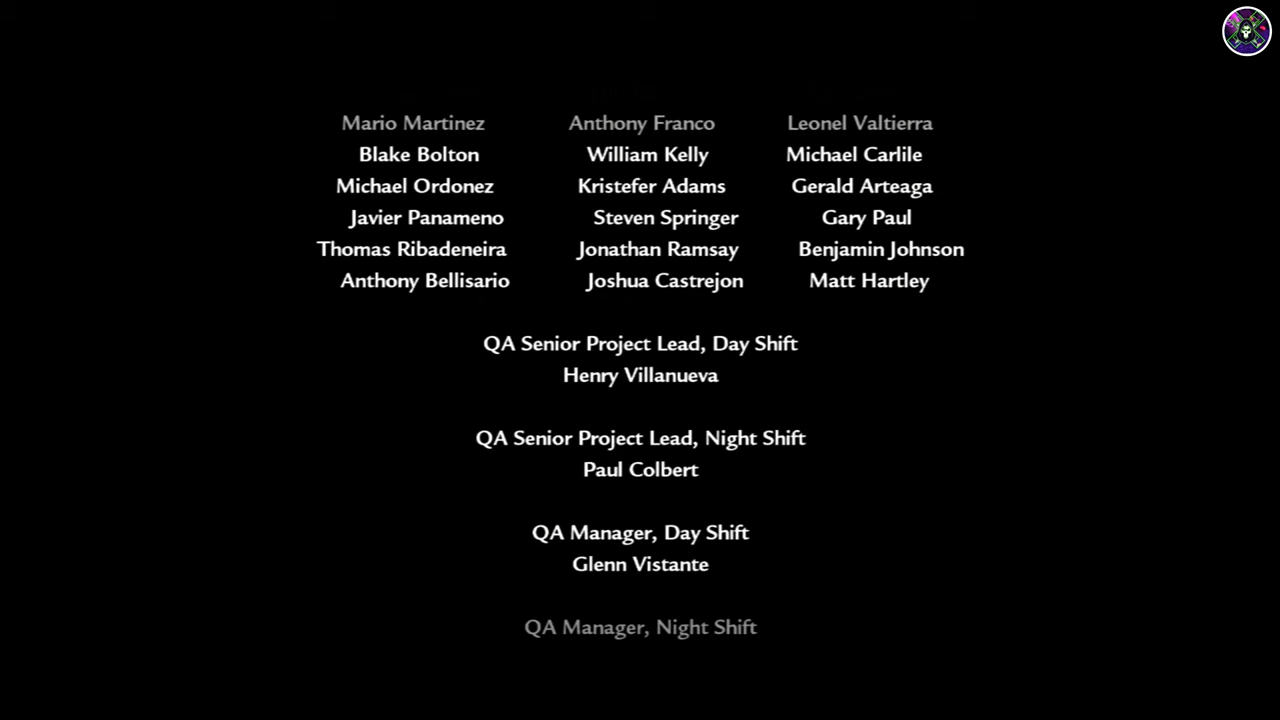 Mario Martinez Anthony Franco Leonel Valtierra
Blake Bolton William Kelly Michael Carlile
Michael Ordonez Kristefer Adams Gerald Arteaga
Javier Panameno Steven Springer Gary Paul
Thomas Ribadeneira Jonathan Ramsay Benjamin Johnson
Anthony Bellisario Joshua Castrejon Matt Hartley
QA Senior Project Lead, Day Shift
Henry Villanueva
QA Senior Project Lead, Night Shift
Paul Colbert
QA Manager, Day Shift
Glenn Vistante
QA Manager, Night Shift